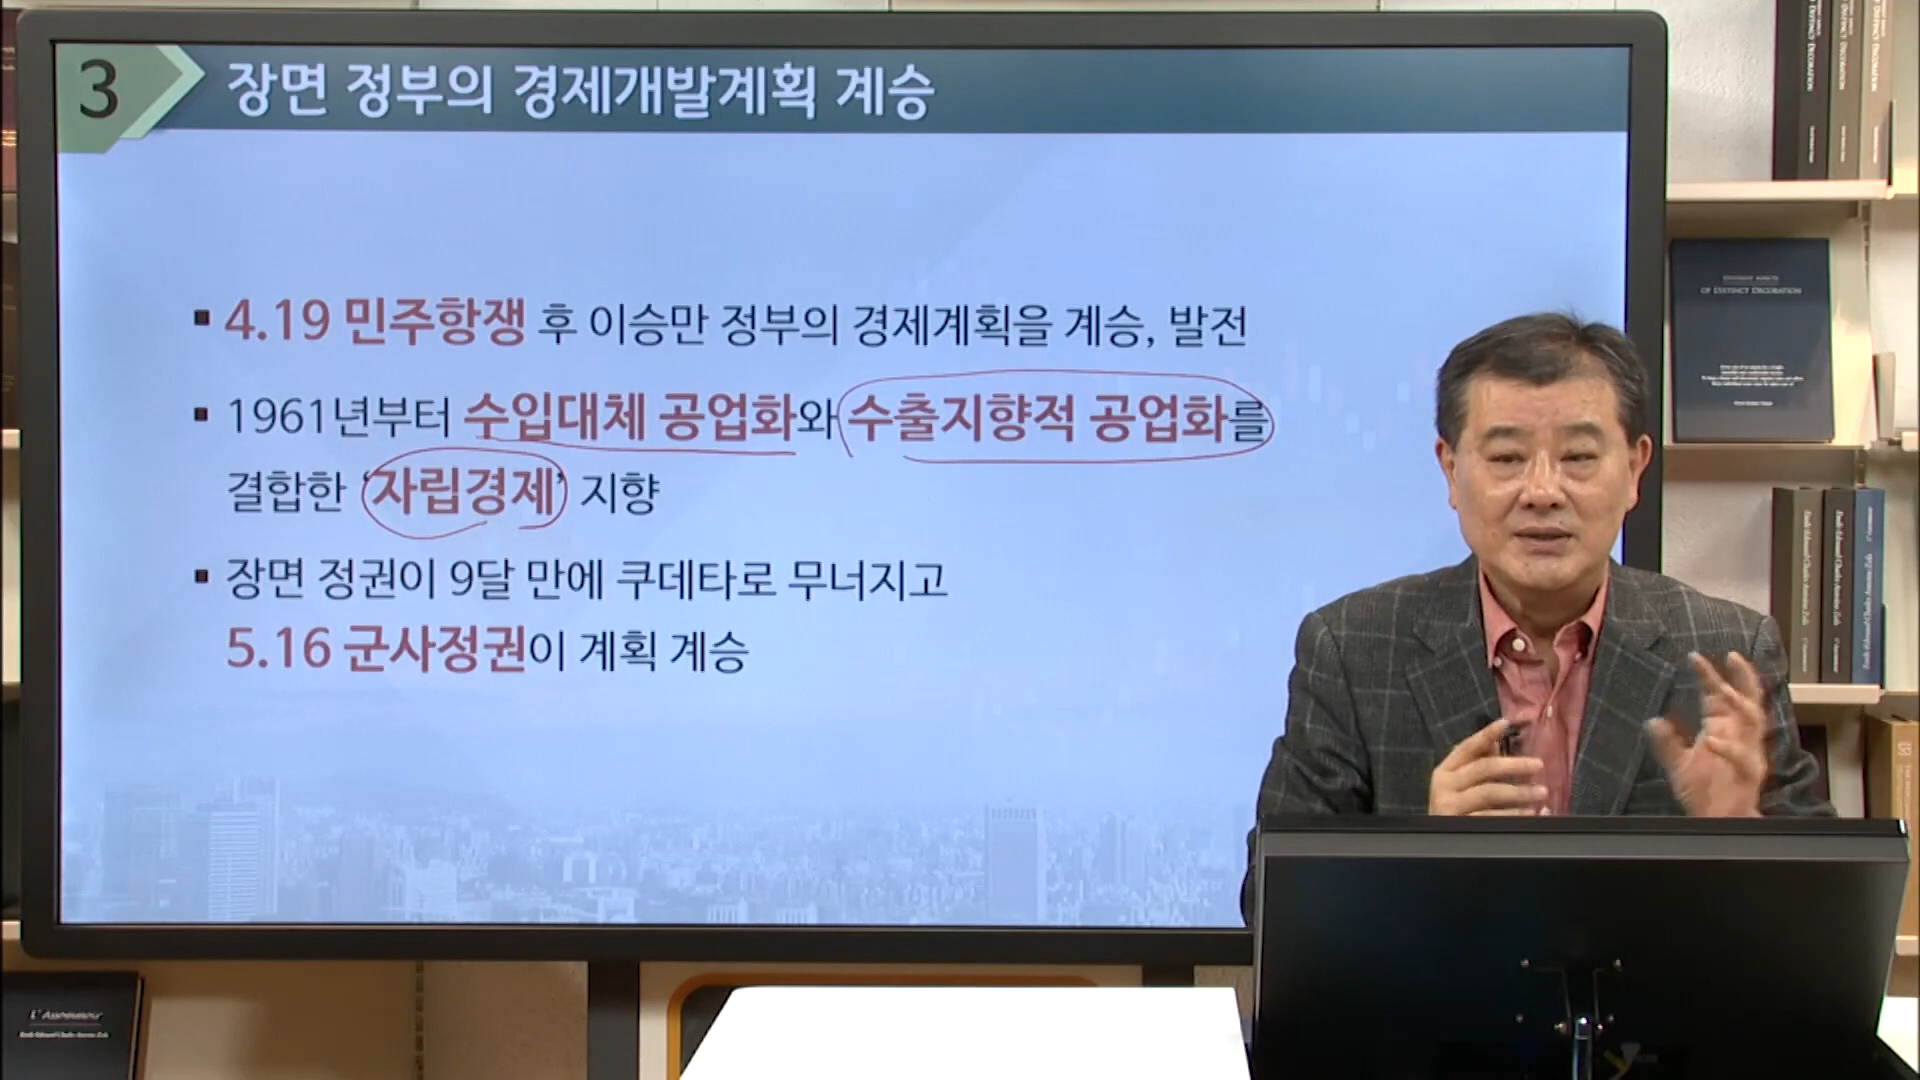 3
장면 정부의 경제개발계획 계승
▪ 4.19 민주항쟁 후 이승만 정부의 경제계획을 계승, 발전
▪ 1961년부터 수입대체 공업화와 수출지향적 공업화를
결합한 '자립경제' 지향
▪ 장면 정권이 9달 만에 쿠데타로 무너지고
5.16 군사정권이 계획 계승
OF DISTINCT DECORATION